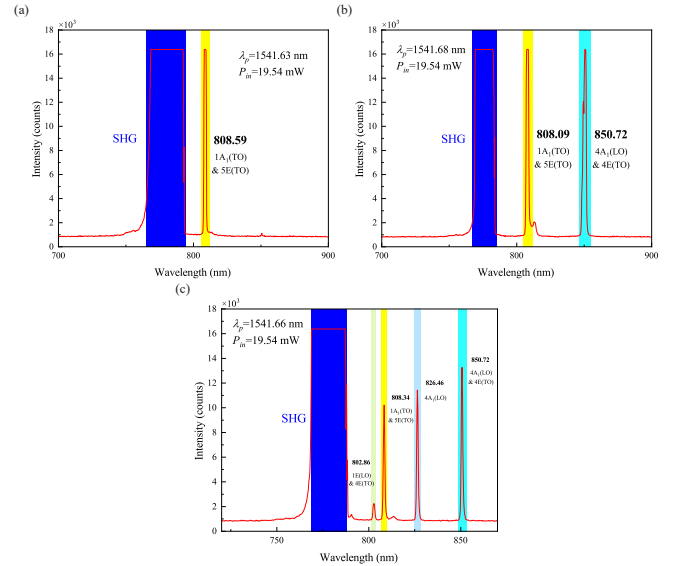 (a)
×10³
18
16
14
12
10
8
6
4
2
0
Intensity (counts)
λp=1541.63 nm
Pin=19.54 mW
SHG
808.59
1A₁(TO)
& 5E(TO)
700
800
900
Wavelength (nm)
(b)
×10³
18
16
14
12
10
8
6
4
2
0
Intensity (counts)
λp=1541.68 nm
Pin=19.54 mW
SHG
808.09
1A₁(TO)
& 5E(TO)
850.72
4A₁(LO)
& 4E(TO)
700
800
900
Wavelength (nm)
(c)
×10³
18
16
14
12
10
8
6
4
2
0
Intensity (counts)
λp=1541.66 nm
Pin=19.54 mW
SHG
802.86
1E(LO)
& 4E(TO)
808.34
1A₁(TO)
& 5E(TO)
826.46
4A₁(LO)
850.72
4A₁(LO)
& 4E(TO)
750
800
850
Wavelength (nm)